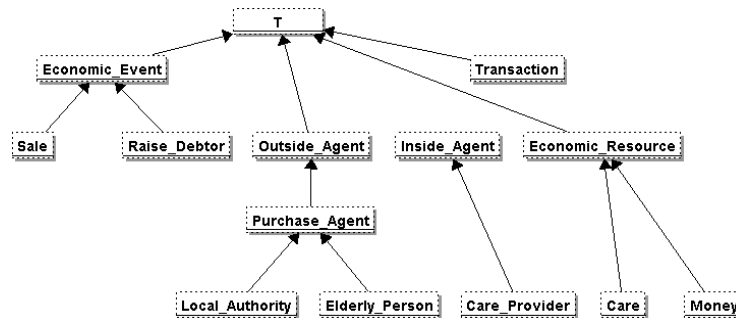 T
Economic_Event
Transaction
Sale
Raise_Debtor
Outside_Agent
Inside_Agent
Economic_Resource
Purchase_Agent
Local_Authority
Elderly_Person
Care_Provider
Care
Money